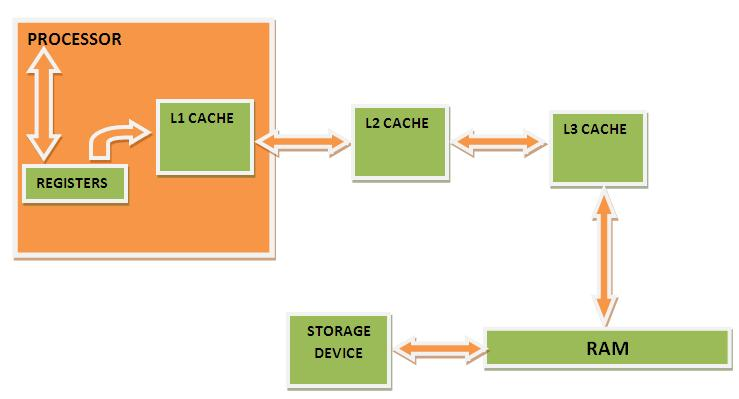 PROCESSOR
REGISTERS
L1 CACHE
L2 CACHE
L3 CACHE
STORAGE
DEVICE
RAM